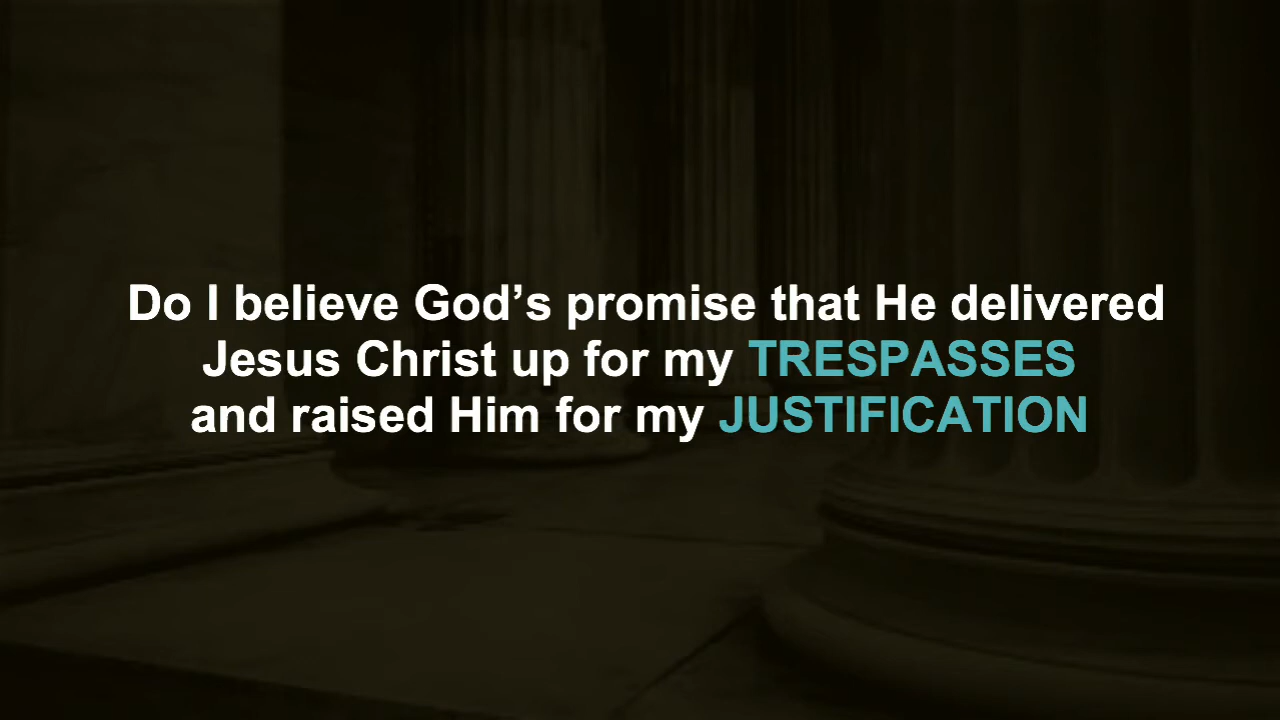 Do I believe God’s promise that He delivered
Jesus Christ up for my TRESPASSES
and raised Him for my JUSTIFICATION